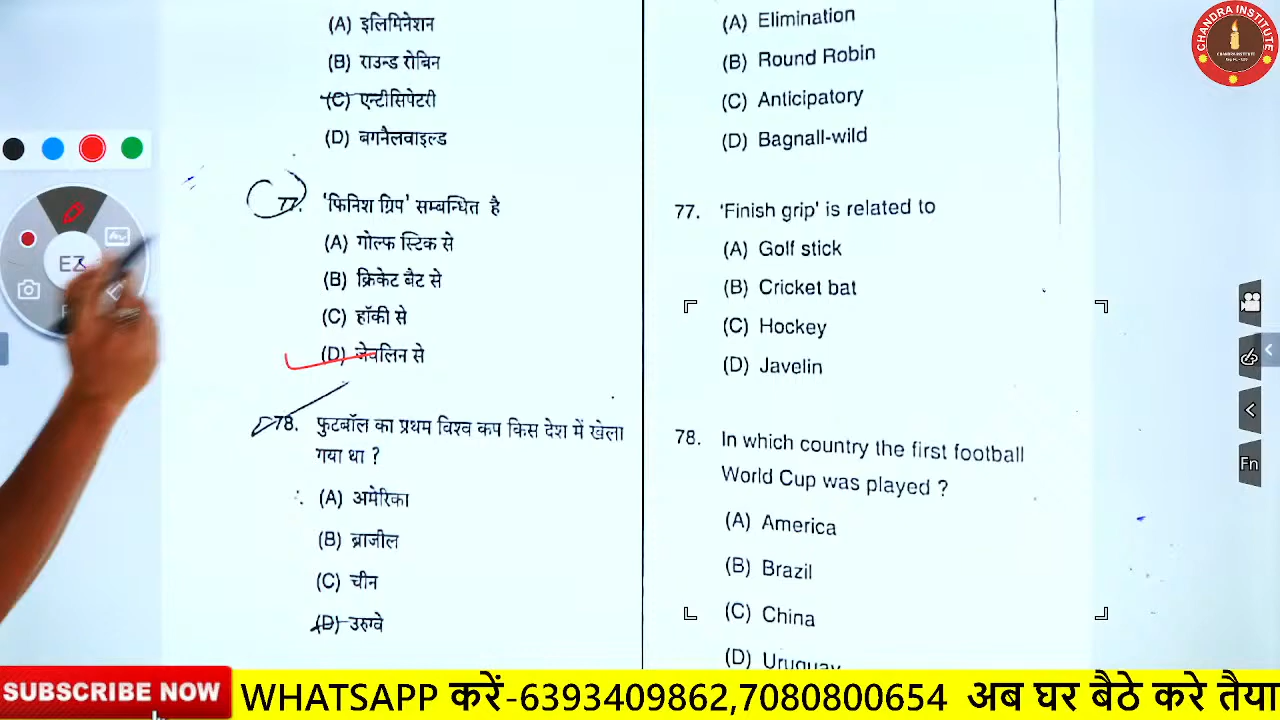 (A) इलिमिनेशन
(B) राउन्ड रोबिन
(C) एन्टीसिपेटरी
(D) बगनैलवाइल्ड
77. 'फिनिश ग्रिप' सम्बन्धित है
(A) गोल्फ स्टिक से
(B) क्रिकेट बैट से
(C) हॉकी से
(D) जेवलिन से
78. फुटबॉल का प्रथम विश्व कप किस देश में खेला
गया था ?
(A) अमेरिका
(B) ब्राजील
(C) चीन
(D) उरुग्वे
(A) Elimination
(B) Round Robin
(C) Anticipatory
(D) Bagnall-wild
77. 'Finish grip' is related to
(A) Golf stick
(B) Cricket bat
(C) Hockey
(D) Javelin
78. In which country the first football
World Cup was played ?
(A) America
(B) Brazil
(C) China
(D) Uruguay
CHANDRA INSTITUTE
EZ
Fn
SUBSCRIBE NOW
WHATSAPP करें-6393409862,7080800654 अब घर बैठे करे तैया